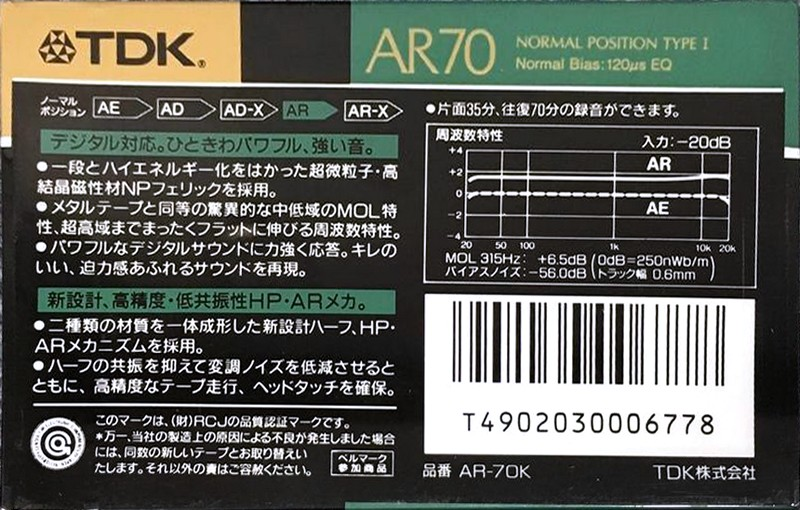 TDK®
AR70
NORMAL POSITION TYPE I
Normal Bias: 120μs EQ
ノーマル
ポジション
AE
AD
AD-X
AR
AR-X
デジタル対応。ひときわパワフル、強い音。
●一段とハイエネルギー化をはかった超微粒子・高
結晶磁性材NPフェリックを採用。
●メタルテープと同等の驚異的な中低域のMOL特
性、超高域までまったくフラットに伸びる周波数特性。
●パワフルなデジタルサウンドに力強く応答。キレの
いい、迫力感あふれるサウンドを再現。
新設計、高精度・低共振性HP・ARメカ。
●二種類の材質を一体成形した新設計ハーフ、HP・
ARメカニズムを採用。
●ハーフの共振を抑えて変調ノイズを低減させると
ともに、高精度なテープ走行、ヘッドタッチを確保。
このマークは、(財)RCJの品質認証マークです。
*万一、当社の製造上の原因による不良が発生しました場合
には、同数の新しいテープとお取り替えい
たします。それ以外の責はご容赦ください。
ベルマーク
参加商品
●片面35分、往復70分の録音ができます。
周波数特性
入力:-20dB
+4
+2
0
-2
-4
AR
AE
20 50 100 1k 10k 20k
MOL 315Hz: +6.5dB (0dB=250nWb/m)
バイアスノイズ: -56.0dB (トラック幅 0.6mm)
T4902030006778
品番 AR-70K
TDK株式会社